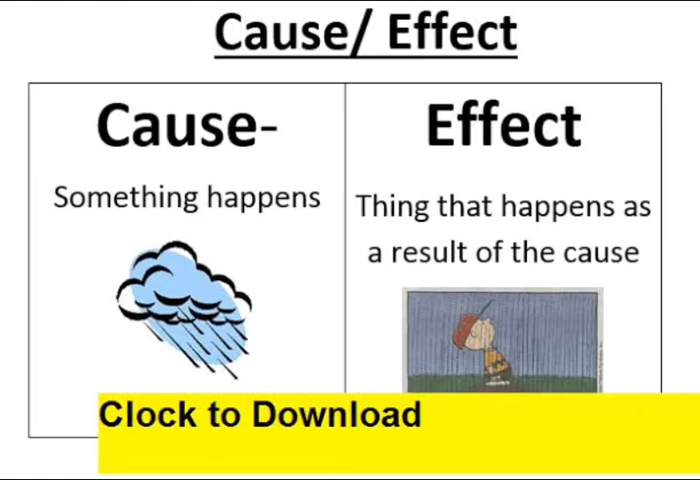 Cause/ Effect
Cause-
Something happens
Effect
Thing that happens as
a result of the cause
Clock to Download